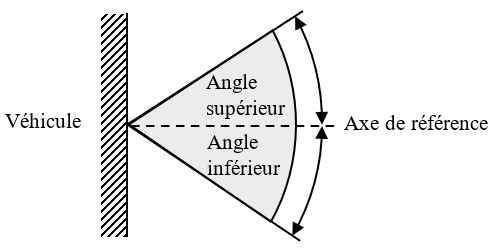 Angle
supérieur
Véhicule
Axe de référence
Angle
inférieur